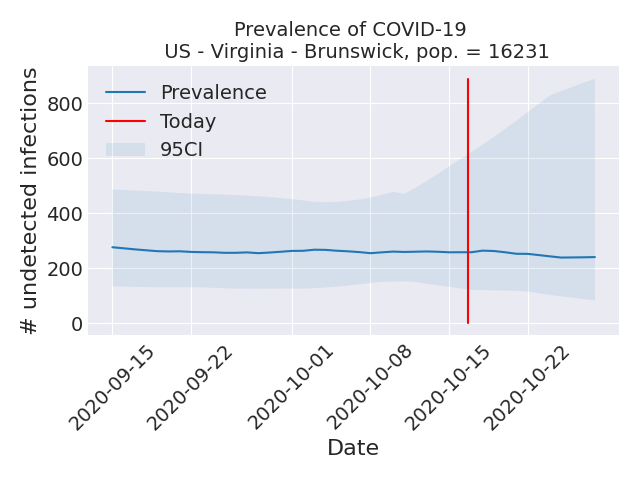 Prevalence of COVID-19
US - Virginia - Brunswick, pop. = 16231
# undetected infections
800
600
400
200
0
Prevalence
Today
95CI
2020-09-15
2020-09-22
2020-10-01
2020-10-08
2020-10-15
2020-10-22
Date